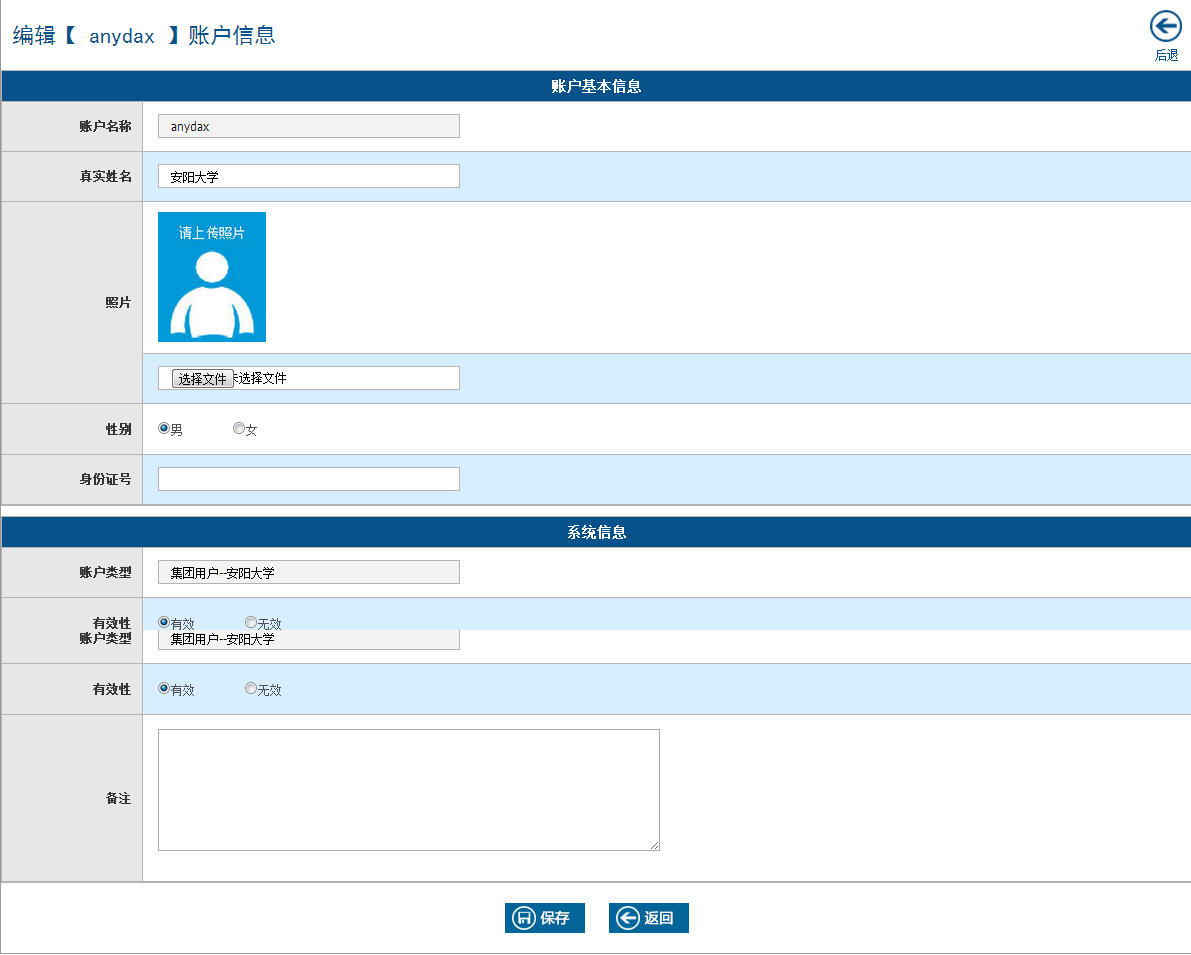 编辑【 anydax 】账户信息
后退
账户基本信息
账户名称 anydax
真实姓名 安阳大学
请上传照片
照片
选择文件 未选择文件
性别 男 女
身份证号
系统信息
账户类型 集团用户--安阳大学
有效性 有效 无效
账户类型 集团用户--安阳大学
有效性 有效 无效
备注
保存 返回